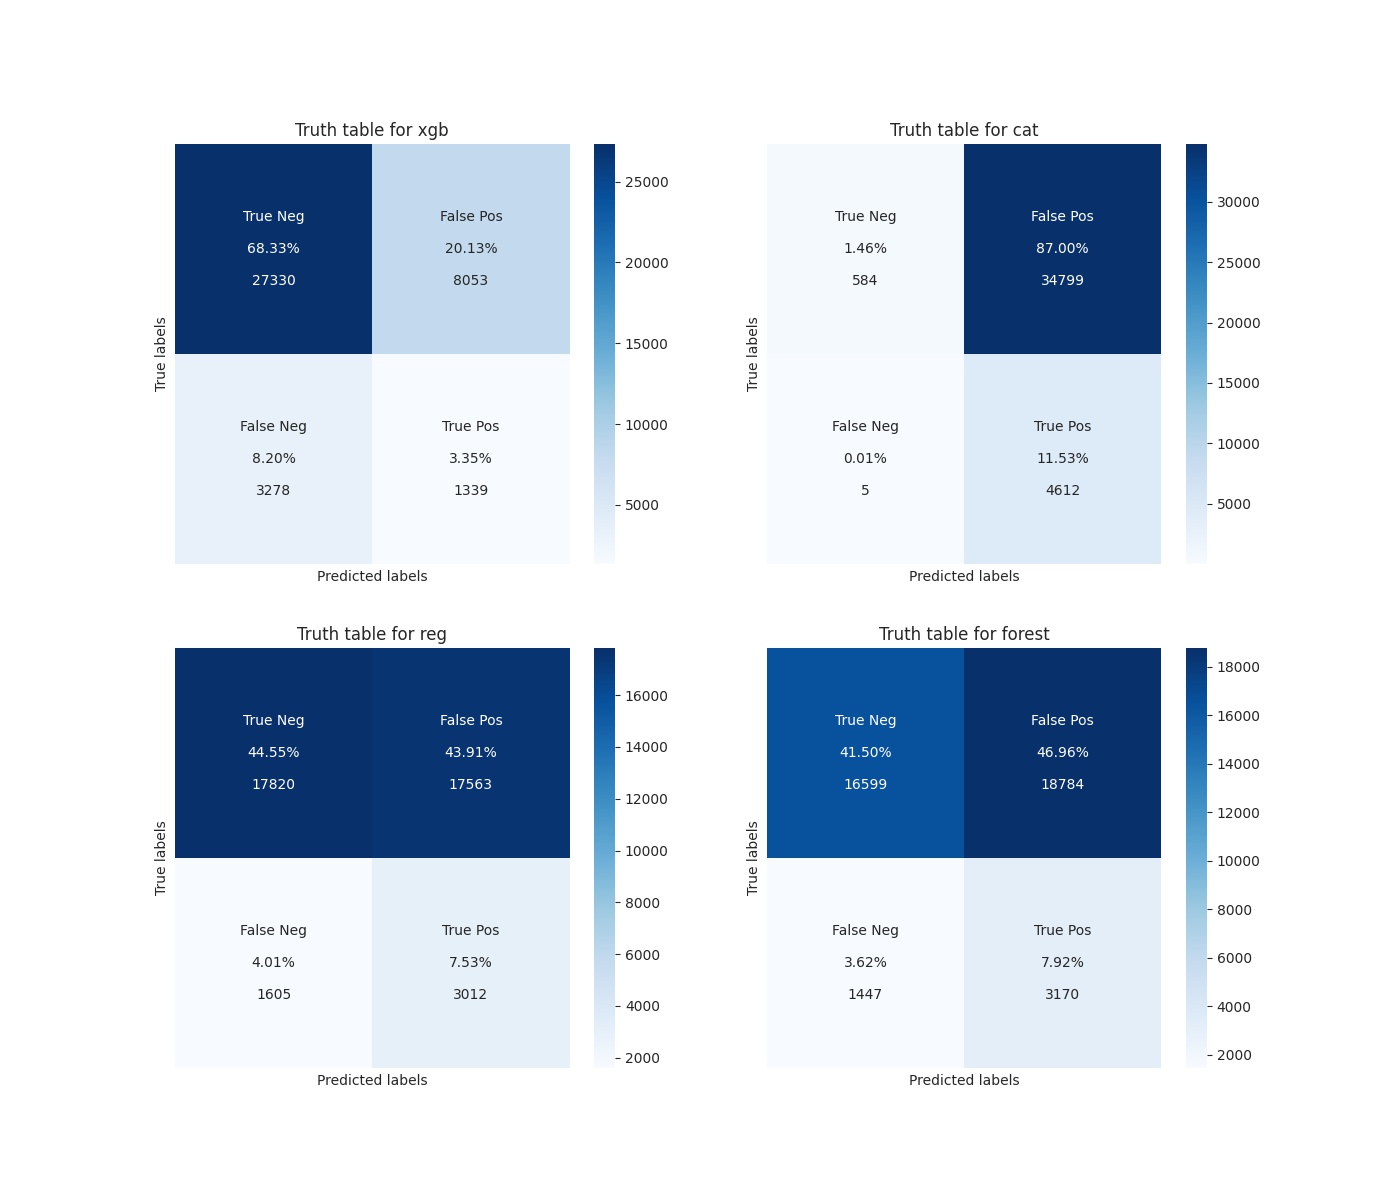 Truth table for xgb
True Neg
68.33%
27330
False Pos
20.13%
8053
False Neg
8.20%
3278
True Pos
3.35%
1339
25000
20000
15000
10000
5000
True labels
Predicted labels
Truth table for cat
True Neg
1.46%
584
False Pos
87.00%
34799
False Neg
0.01%
5
True Pos
11.53%
4612
30000
25000
20000
15000
10000
5000
True labels
Predicted labels
Truth table for reg
True Neg
44.55%
17820
False Pos
43.91%
17563
False Neg
4.01%
1605
True Pos
7.53%
3012
16000
14000
12000
10000
8000
6000
4000
2000
True labels
Predicted labels
Truth table for forest
True Neg
41.50%
16599
False Pos
46.96%
18784
False Neg
3.62%
1447
True Pos
7.92%
3170
18000
16000
14000
12000
10000
8000
6000
4000
2000
True labels
Predicted labels